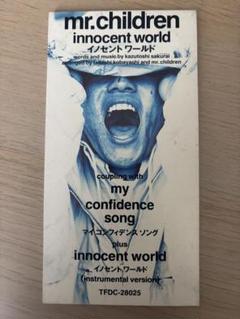 mr.children
innocent world
イノセント ワールド
words and music by kazutoshi sakurai
arranged by takeshi kobayashi and mr.children
coupling with
my
confidence
song
マイ コンフィデンス ソング
plus
innocent world
イノセント ワールド
(instrumental version)
TFDC-28025